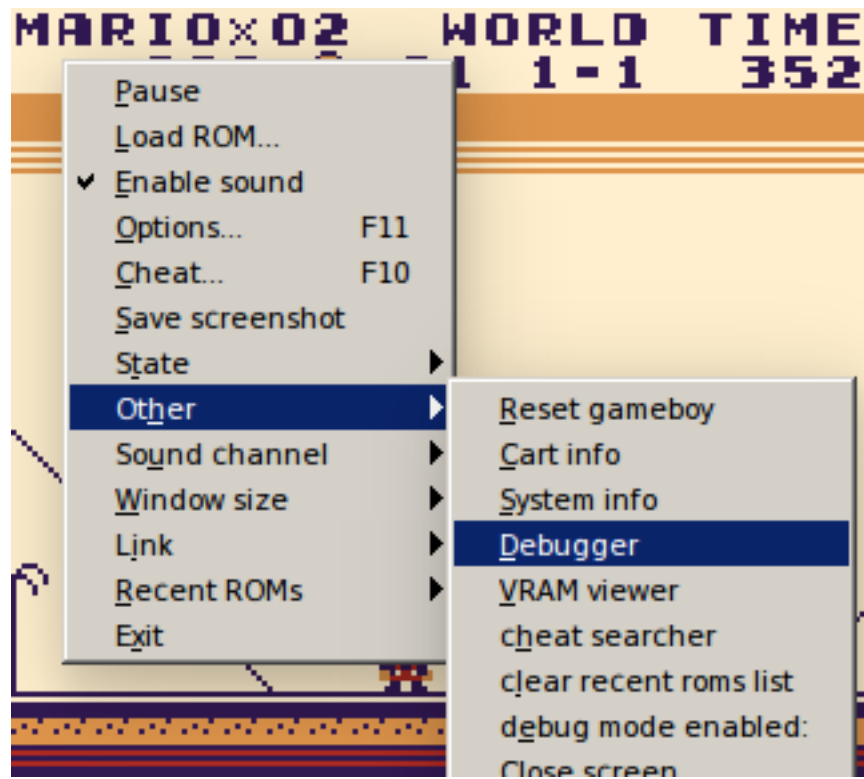 MARIO×02 WORLD TIME
1-1 352
Pause
Load ROM...
Enable sound
Options... F11
Cheat... F10
Save screenshot
State
Other
Sound channel
Window size
Link
Recent ROMs
Exit
Reset gameboy
Cart info
System info
Debugger
VRAM viewer
cheat searcher
clear recent roms list
debug mode enabled:
Close screen